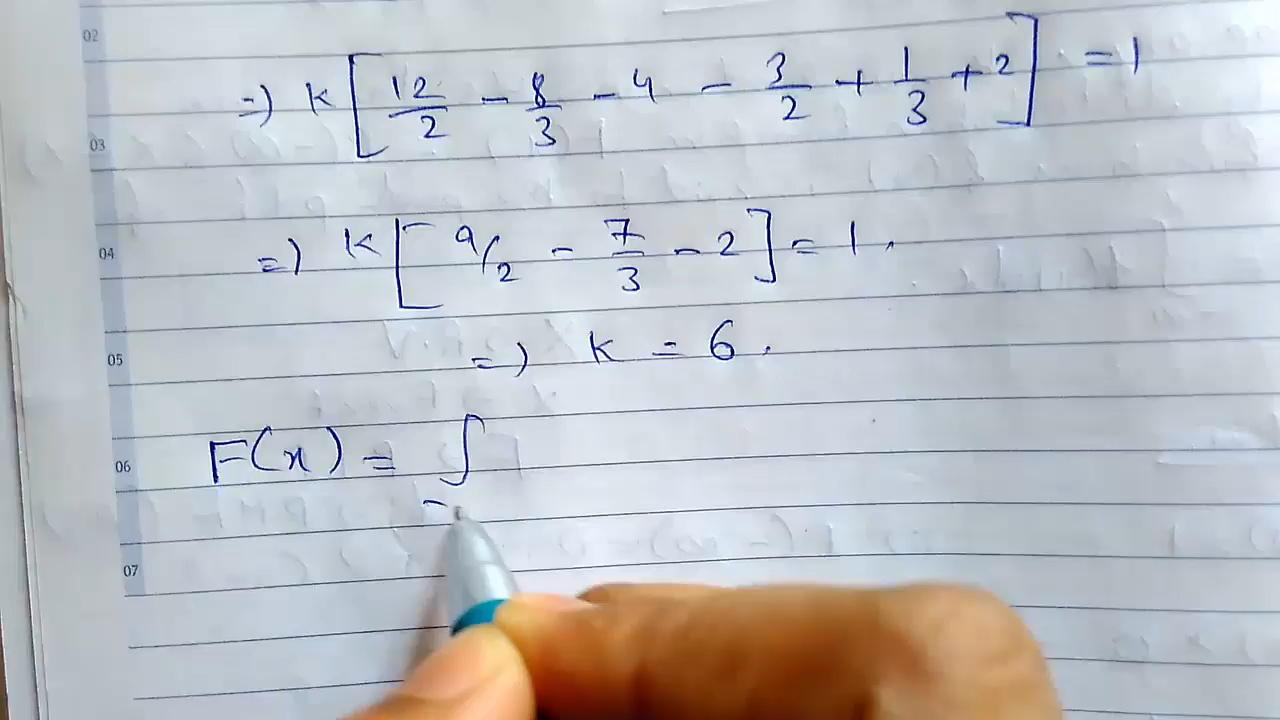 02
=) k[12/2 - 8/3 - 4 - 3/2 + 1/3 + 2] = 1
03
04 =) k[9/2 - 7/3 - 2] = 1.
05 =) k = 6.
06 F(x) = ∫
-
07